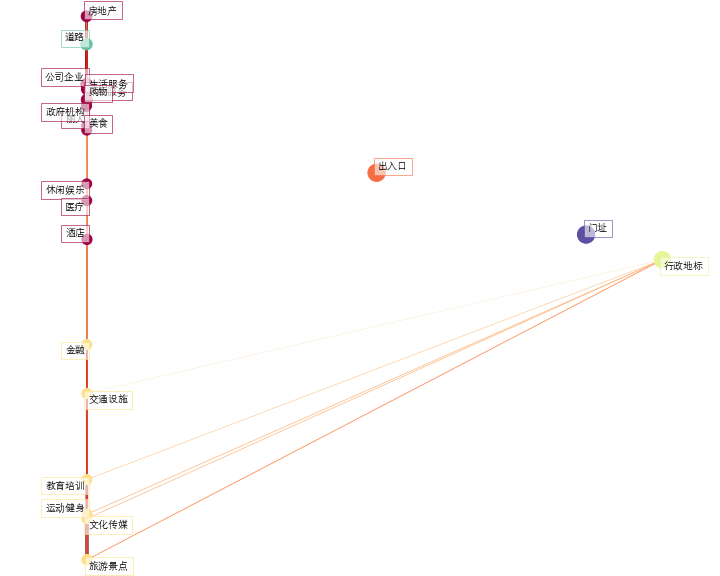 房地产
道路
公司企业
生活服务
购物
服务
政府机构
美食
出入口
休闲娱乐
医疗
门址
酒店
行政地标
金融
交通设施
教育培训
运动健身
文化传媒
旅游景点